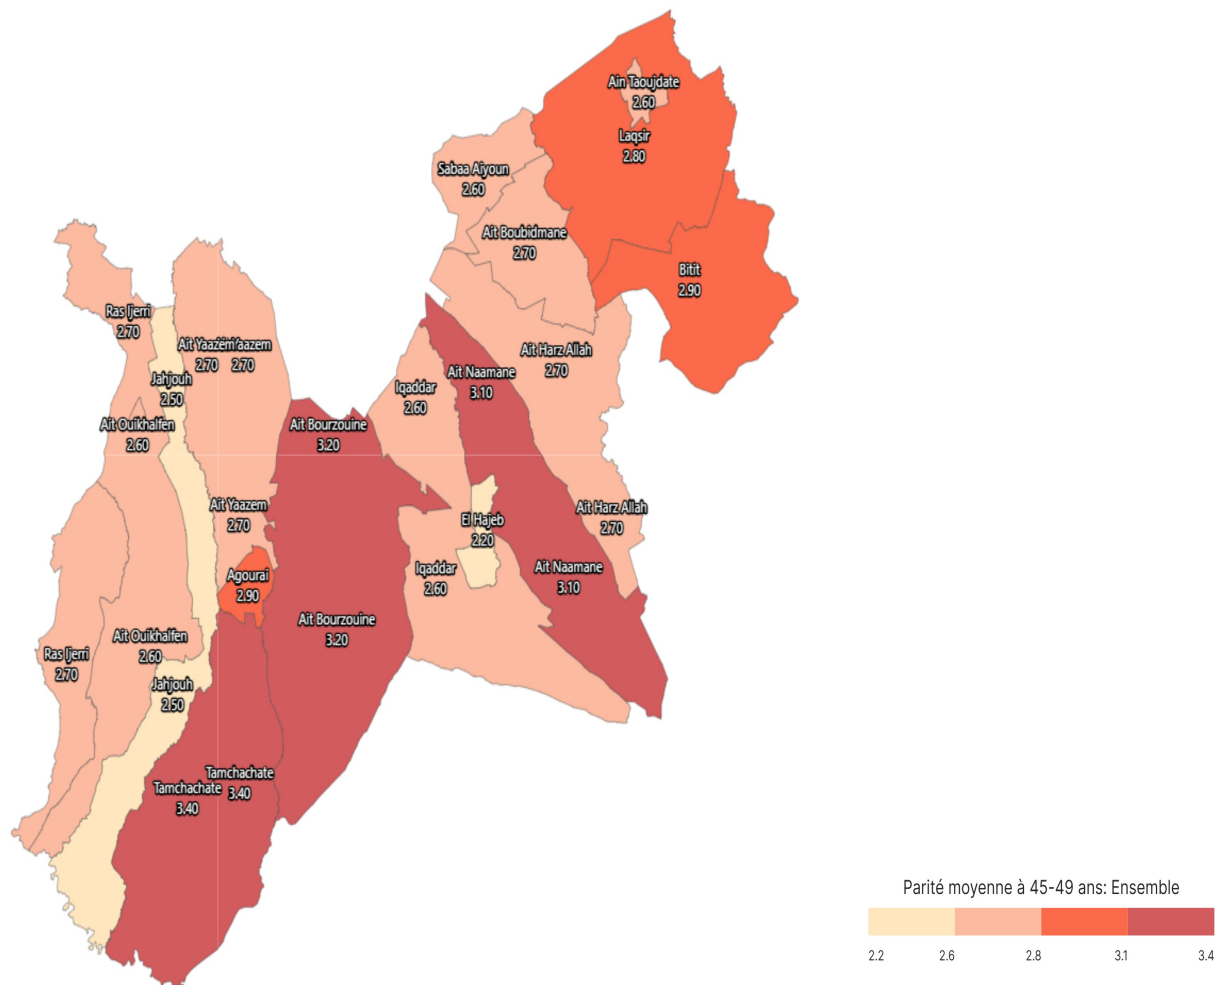 Ain Taoujdate
2.60
Laqsir
2.80
Sabaa Aiyoun
2.60
Ait Boubidmane
2.70
Bitit
2.90
Ras Ijerri
2.70
Ait Yaazem
2.70
aazem
2.70
Ait Harz Allah
2.70
Ait Naamane
3.10
Jahjouh
2.50
Iqaddar
2.60
Ait Ouikhalfen
2.60
Ait Bourzouine
3.20
Ait Yaazem
2.70
El Hajeb
2.20
Ait Harz Allah
2.70
Agourai
2.90
Iqaddar
2.60
Ait Naamane
3.10
Ait Bourzouine
3.20
Ait Ouikhalfen
2.60
Ras Ijerri
2.70
Jahjouh
2.50
Tamchachate
3.40
Tamchachate
3.40
Parité moyenne à 45-49 ans: Ensemble
2.2 2.6 2.8 3.1 3.4